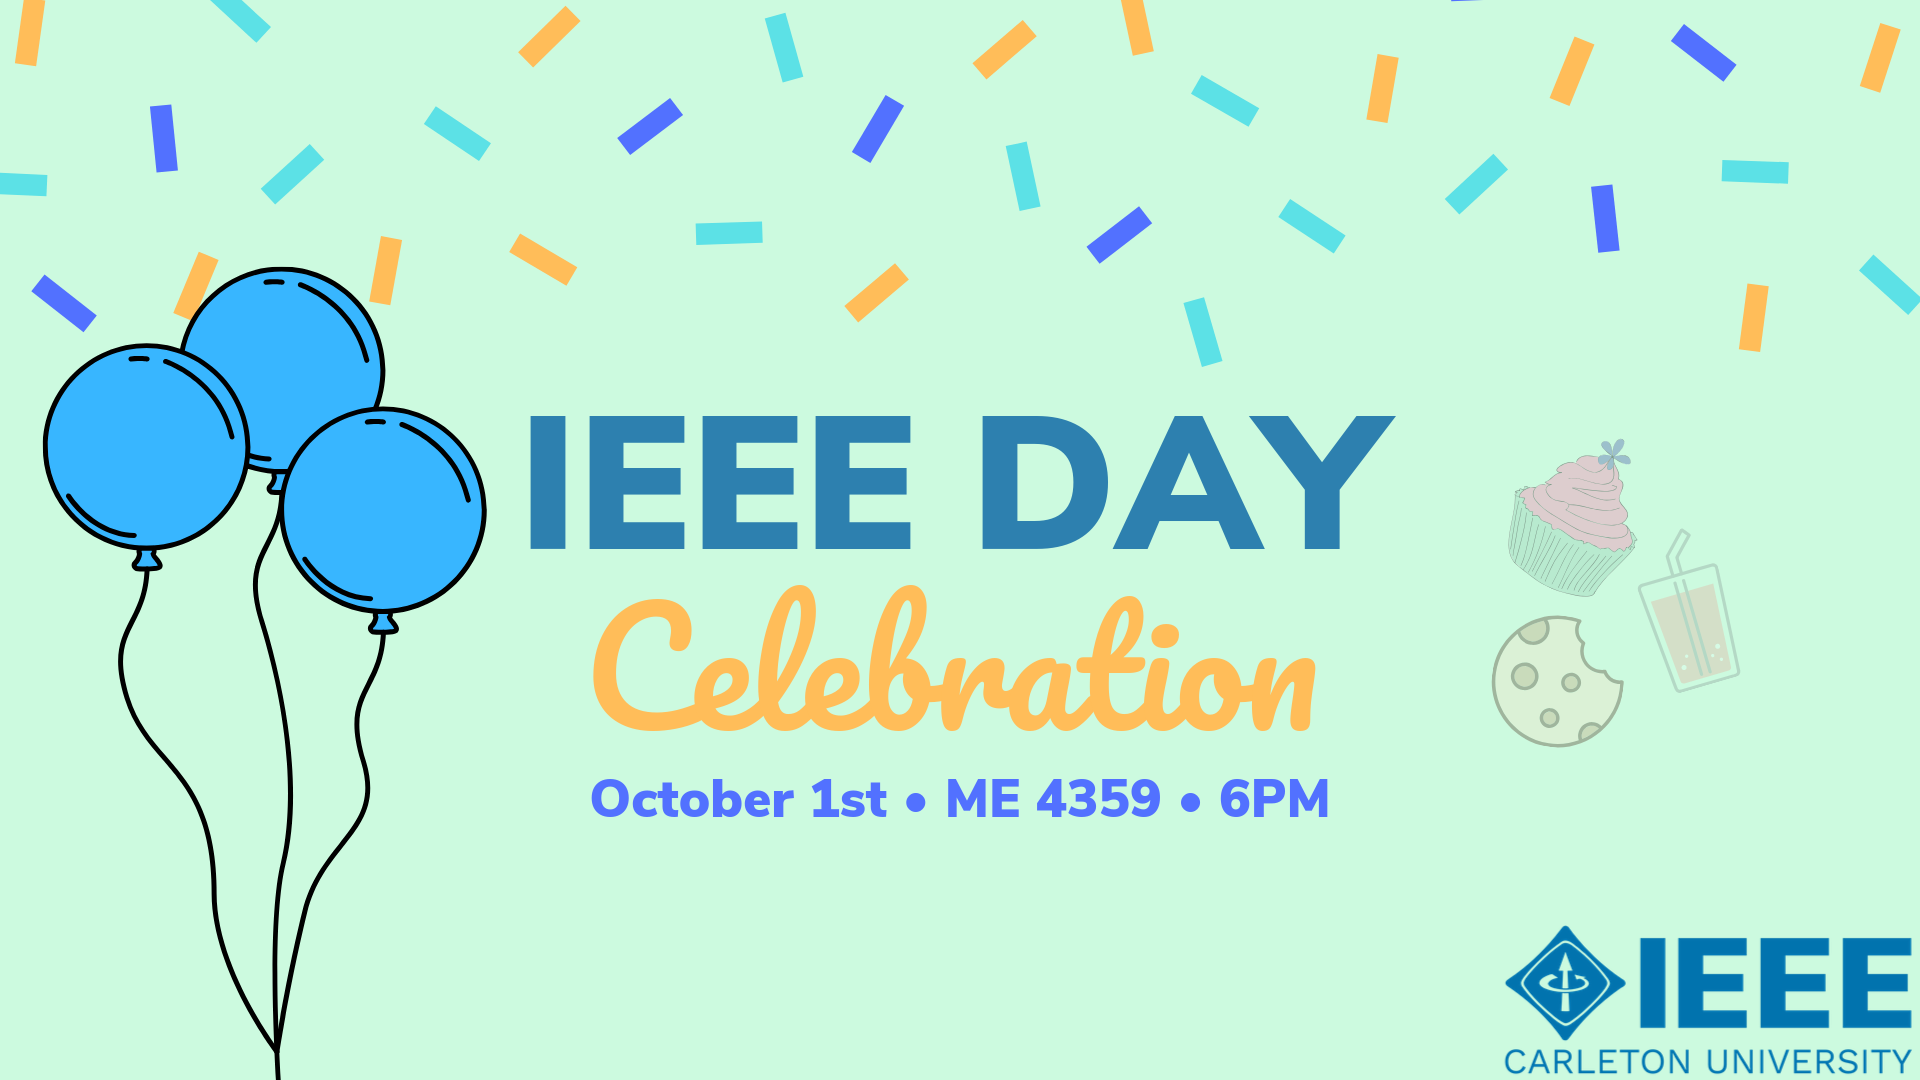 IEEE DAY
Celebration
October 1st • ME 4359 • 6PM
IEEE
CARLETON UNIVERSITY